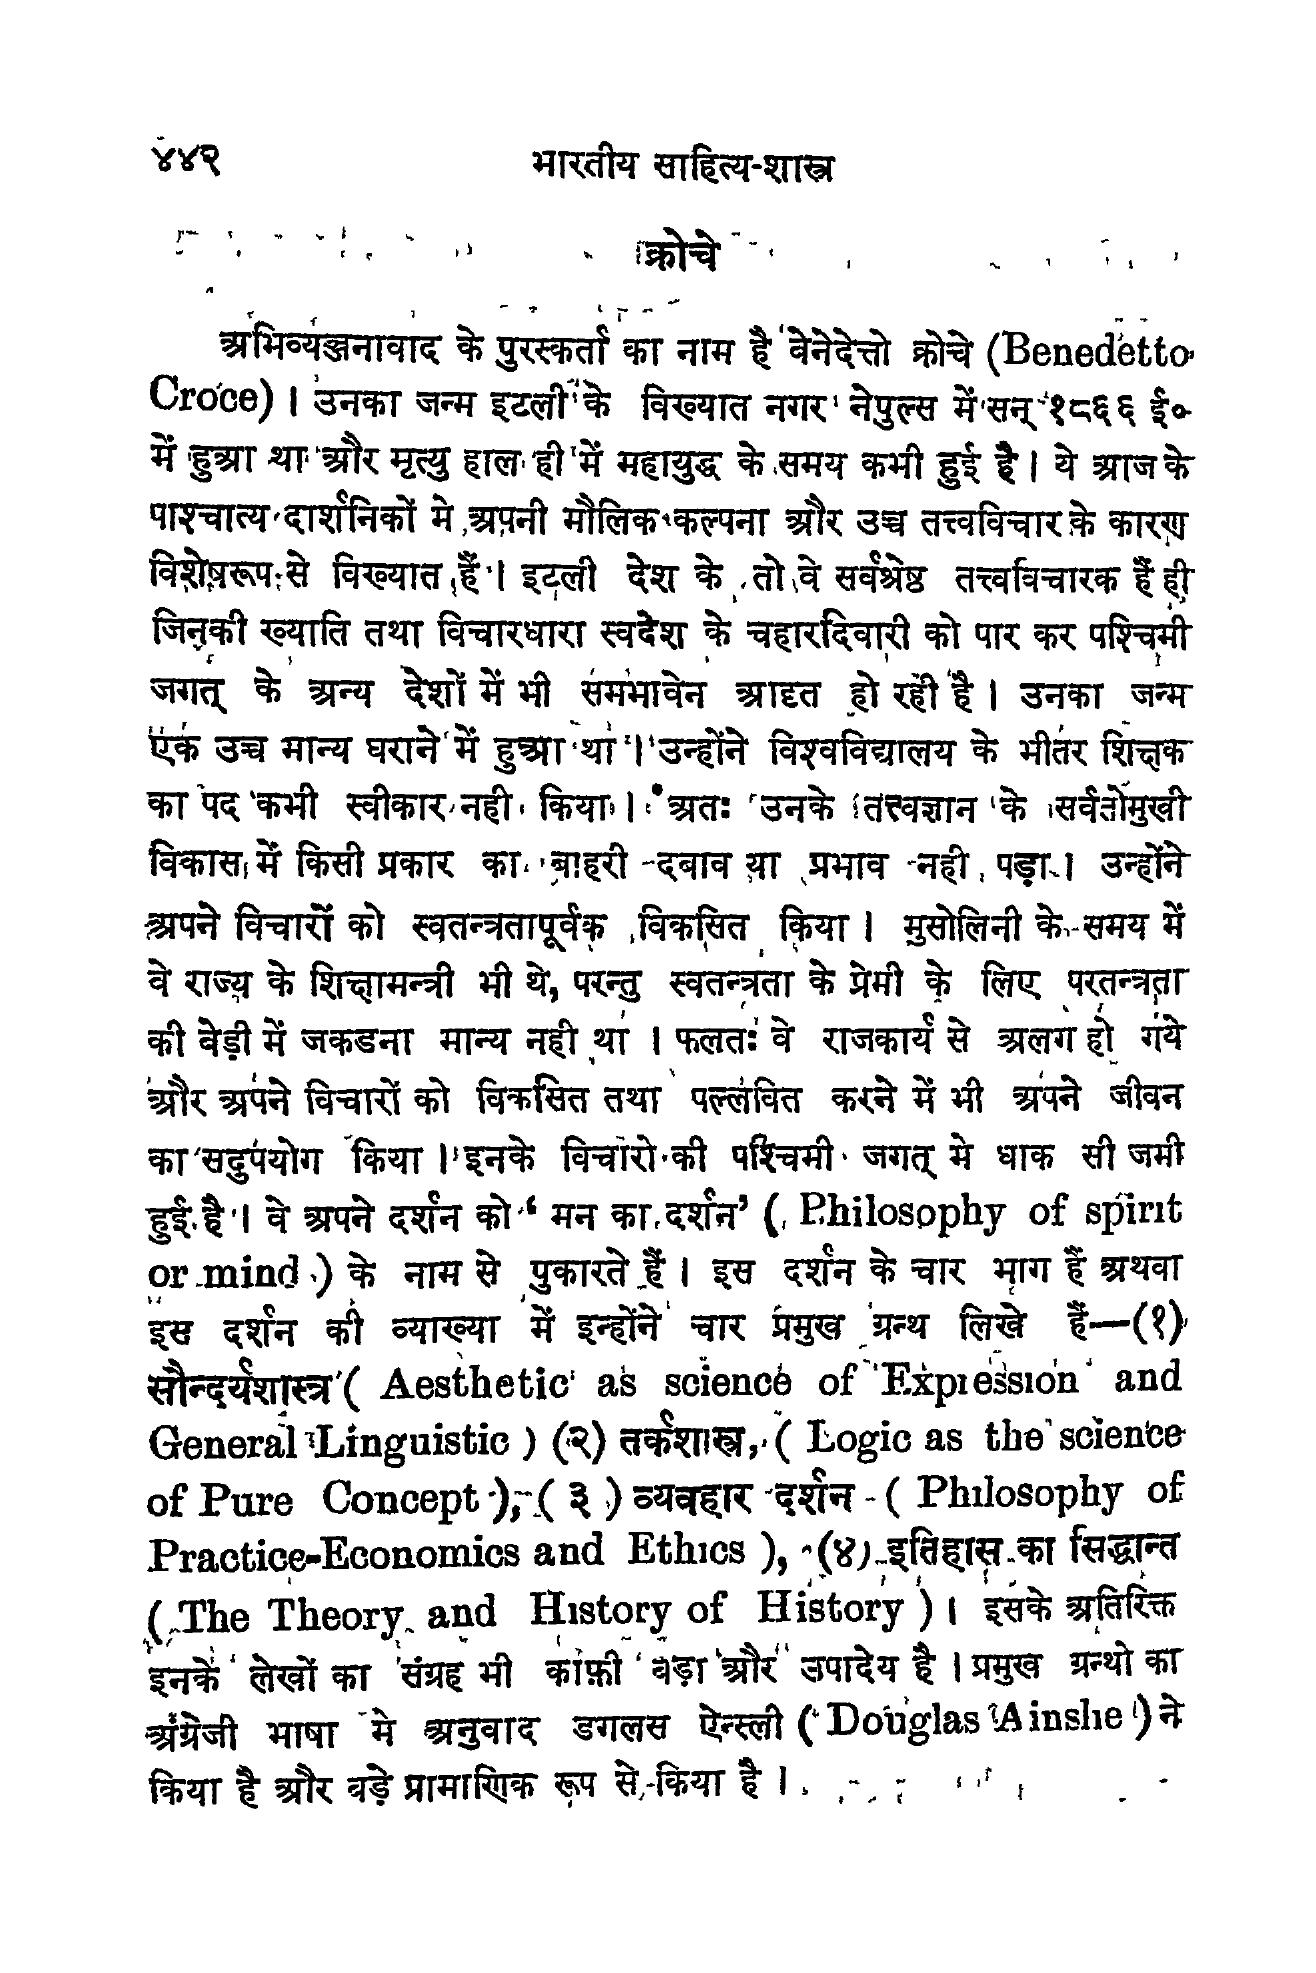 ४४२ भारतीय साहित्य-शास्त्र
क्रोचे
अभिव्यञ्जनावाद के पुरस्कर्ता का नाम है वेनेदेत्तो क्रोचे (Benedetto
Croce) । उनका जन्म इटली के विख्यात नगर नेपुल्स में सन् १८६६ ई०
में हुआ था और मृत्यु हाल ही में महायुद्ध के समय कभी हुई है । ये आज के
पाश्चात्य दार्शनिकों मे अपनी मौलिक कल्पना और उच्च तत्त्वविचार के कारण
विशेषरूप से विख्यात हैं । इटली देश के तो वे सर्वश्रेष्ठ तत्त्वविचारक हैं ही
जिनकी ख्याति तथा विचारधारा स्वदेश के चहारदिवारी को पार कर पश्चिमी
जगत् के अन्य देशों में भी समभावेन आदृत हो रही है । उनका जन्म
एक उच्च मान्य घराने में हुआ था । उन्होंने विश्वविद्यालय के भीतर शिक्षक
का पद कभी स्वीकार नही किया । अतः उनके तत्त्वज्ञान के सर्वतोमुखी
विकास में किसी प्रकार का बाहरी दबाव या प्रभाव नही पड़ा । उन्होंने
अपने विचारों को स्वतन्त्रतापूर्वक विकसित किया । मुसोलिनी के समय में
वे राज्य के शिक्षामन्त्री भी थे, परन्तु स्वतन्त्रता के प्रेमी के लिए परतन्त्रता
की वेड़ी में जकडना मान्य नही था । फलतः वे राजकार्य से अलग हो गये
और अपने विचारों को विकसित तथा पल्लवित करने में भी अपने जीवन
का सदुपयोग किया । इनके विचारो की पश्चिमी जगत् मे धाक सी जमी
हुई है । वे अपने दर्शन को ‘ मन का दर्शन’ ( Philosophy of spirit
or mind ) के नाम से पुकारते हैं । इस दर्शन के चार भाग हैं अथवा
इस दर्शन की व्याख्या में इन्होंने चार प्रमुख ग्रन्थ लिखे हैं—(१)
सौन्दर्यशास्त्र ( Aesthetic as science of Expression and
General Linguistic ) (२) तर्कशास्त्र, ( Logic as the science
of Pure Concept ), ( ३ ) व्यवहार दर्शन - ( Philosophy of
Practice-Economics and Ethics ), (४) इतिहास का सिद्धान्त
( The Theory and History of History ) । इसके अतिरिक्त
इनके लेखों का संग्रह भी काफ़ी वड़ा और उपादेय है । प्रमुख ग्रन्थो का
अंग्रेजी भाषा मे अनुवाद डगलस ऐन्स्ली ( Douglas Ainslie ) ने
किया है और वड़े प्रामाणिक रूप से किया है ।